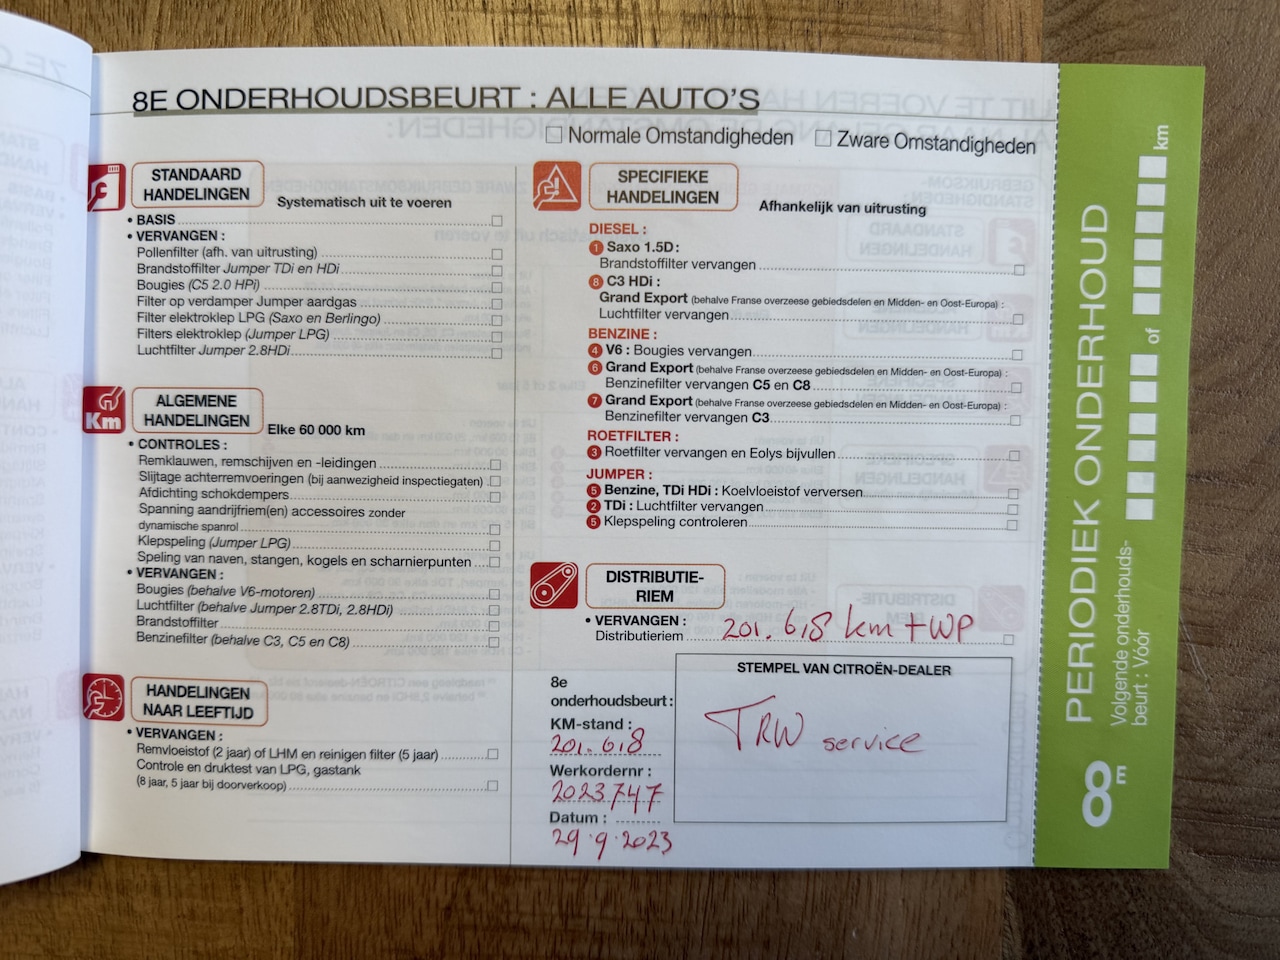 8E ONDERHOUDSBEURT : ALLE AUTO'S
Normale Omstandigheden
Zware Omstandigheden
STANDAARD
HANDELINGEN
Systematisch uit te voeren
• BASIS
• VERVANGEN :
Pollenfilter (afh. van uitrusting)
Brandstoffilter Jumper TDi en HDi
Bougies (C5 2.0 HPi)
Filter op verdamper Jumper aardgas
Filter elektroklep LPG (Saxo en Berlingo)
Filters elektroklep (Jumper LPG)
Luchtfilter Jumper 2.8HDi
Km
ALGEMENE
HANDELINGEN
Elke 60 000 km
• CONTROLES :
Remklauwen, remschijven en -leidingen
Slijtage achterremvoeringen (bij aanwezigheid inspectiegaten)
Afdichting schokdempers
Spanning aandrijfriem(en) accessoires zonder
dynamische spanrol
Klepspeling (Jumper LPG)
Speling van naven, stangen, kogels en scharnierpunten
• VERVANGEN :
Bougies (behalve V6-motoren)
Luchtfilter (behalve Jumper 2.8TDi, 2.8HDi)
Brandstoffilter
Benzinefilter (behalve C3, C5 en C8)
HANDELINGEN
NAAR LEEFTIJD
• VERVANGEN :
Remvloeistof (2 jaar) of LHM en reinigen filter (5 jaar)
Controle en druktest van LPG, gastank
(8 jaar, 5 jaar bij doorverkoop)
SPECIFIEKE
HANDELINGEN
Afhankelijk van uitrusting
DIESEL :
1 Saxo 1.5D :
Brandstoffilter vervangen
8 C3 HDi :
Grand Export (behalve Franse overzeese gebiedsdelen en Midden- en Oost-Europa) :
Luchtfilter vervangen
BENZINE :
4 V6 : Bougies vervangen
6 Grand Export (behalve Franse overzeese gebiedsdelen en Midden- en Oost-Europa) :
Benzinefilter vervangen C5 en C8
7 Grand Export (behalve Franse overzeese gebiedsdelen en Midden- en Oost-Europa) :
Benzinefilter vervangen C3
ROETFILTER :
3 Roetfilter vervangen en Eolys bijvullen
JUMPER :
5 Benzine, TDi HDi : Koelvloeistof verversen
2 TDi : Luchtfilter vervangen
5 Klepspeling controleren
DISTRIBUTIE-
RIEM
• VERVANGEN :
Distributieriem 201.618 km + WP
8e
onderhoudsbeurt :
KM-stand :
201.618
Werkordernr :
2023747
Datum :
29.9.2023
STEMPEL VAN CITROËN-DEALER
TRW service
PERIODIEK ONDERHOUD
Volgende onderhouds-
beurt : Vóór
of
km
8E